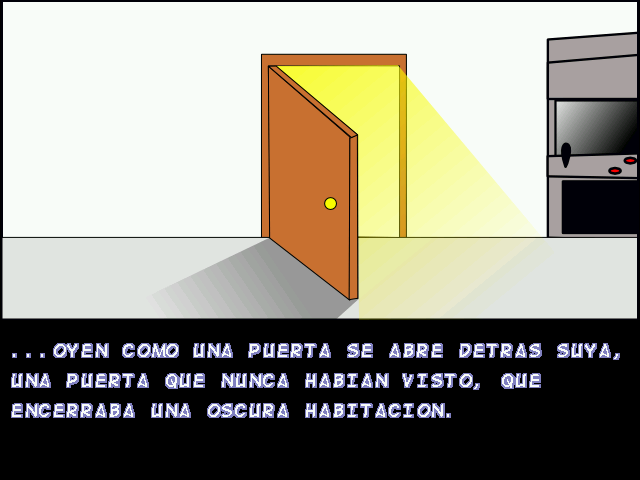 ...OYEN COMO UNA PUERTA SE ABRE DETRAS SUYA,
UNA PUERTA QUE NUNCA HABIAN VISTO, QUE
ENCERRABA UNA OSCURA HABITACION.